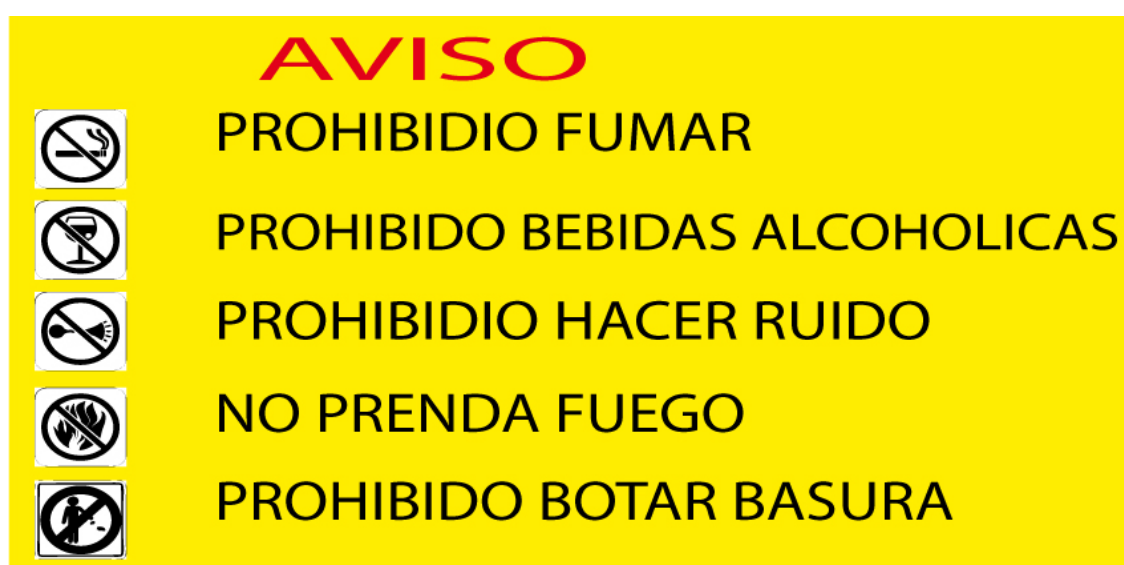 AVISO
PROHIBIDIO FUMAR
PROHIBIDO BEBIDAS ALCOHOLICAS
PROHIBIDIO HACER RUIDO
NO PRENDA FUEGO
PROHIBIDO BOTAR BASURA